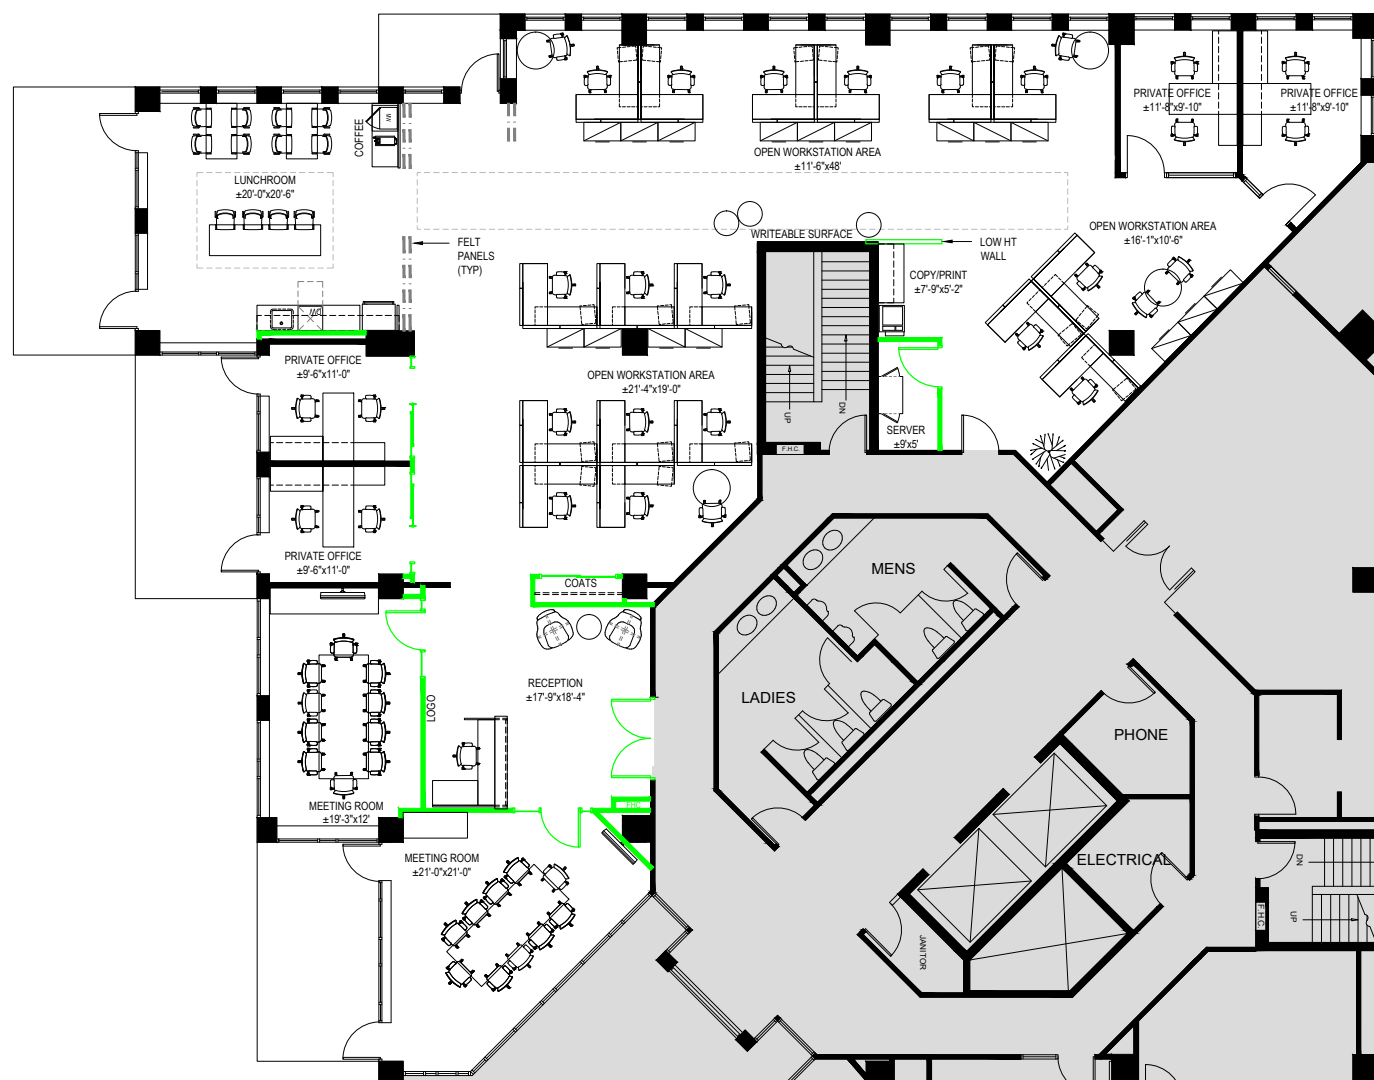 PRIVATE OFFICE
±11'-8"x9'-10"
PRIVATE OFFICE
±11'-8"x9'-10"
COFFEE
MW
OPEN WORKSTATION AREA
±11'-6"x48'
LUNCHROOM
±20'-0"x20'-6"
FELT
PANELS
(TYP)
WRITEABLE SURFACE
LOW HT
WALL
OPEN WORKSTATION AREA
±16'-1"x10'-6"
COPY/PRINT
±7'-9"x5'-2"
DW
PRIVATE OFFICE
±9'-6"x11'-0"
OPEN WORKSTATION AREA
±21'-4"x19'-0"
UP
DN
SERVER
±9'x5'
F.H.C.
PRIVATE OFFICE
±9'-6"x11'-0"
COATS
MENS
LADIES
RECEPTION
±17'-9"x18'-4"
LOGO
PHONE
MEETING ROOM
±19'-3"x12'
FHC
MEETING ROOM
±21'-0"x21'-0"
ELECTRICAL
JANITOR
DN
UP
F.H.C.